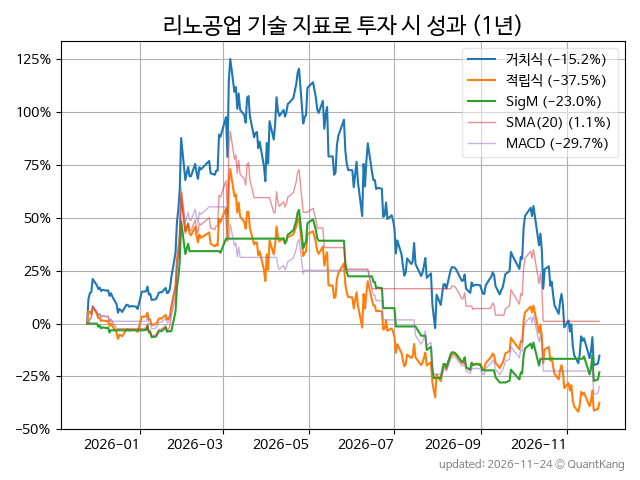 리노공업 기술 지표로 투자 시 성과 (1년)
125%
100%
75%
50%
25%
0%
−25%
−50%
거치식 (−15.2%)
적립식 (−37.5%)
SigM (−23.0%)
SMA(20) (1.1%)
MACD (−29.7%)
2026-01
2026-03
2026-05
2026-07
2026-09
2026-11
updated: 2026-11-24 © QuantKang